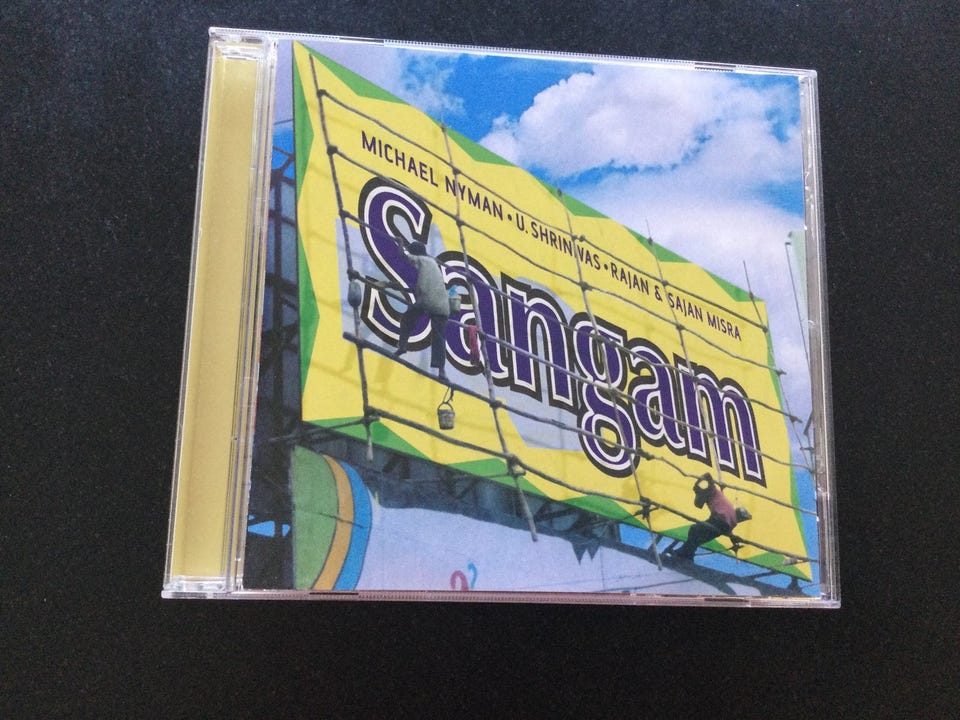 MICHAEL NYMAN • U. SHRINIVAS • RAJAN & SAJAN MISRA
Sangam